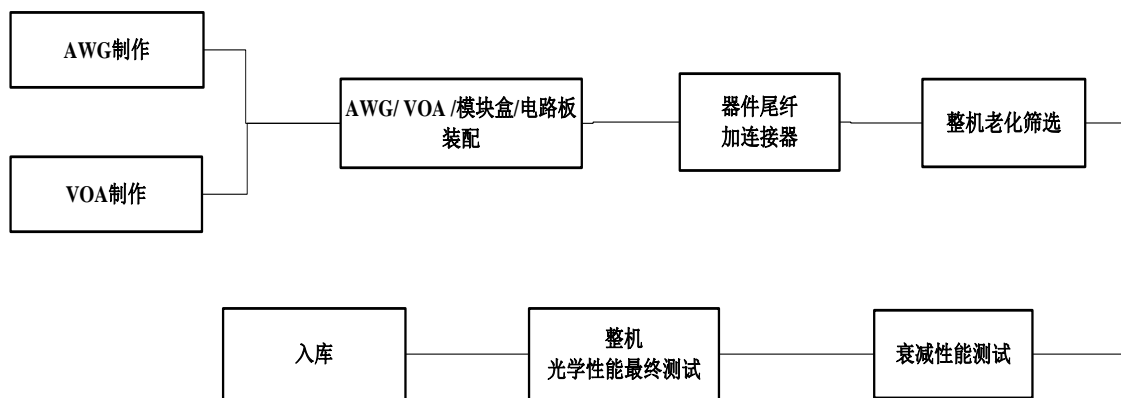 AWG制作
VOA制作
AWG/ VOA /模块盒/电路板
装配
器件尾纤
加连接器
整机老化筛选
入库
整机
光学性能最终测试
衰减性能测试